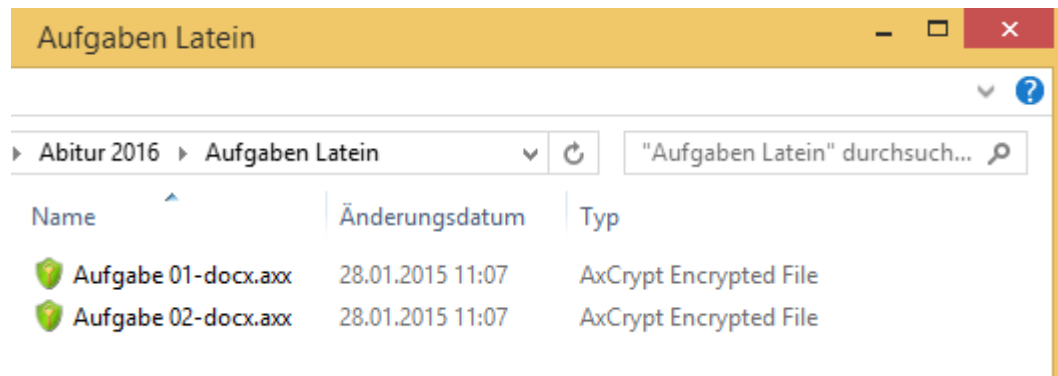 Aufgaben Latein
Abitur 2016 Aufgaben Latein "Aufgaben Latein" durchsuch...
Name Änderungsdatum Typ
Aufgabe 01-docx.axx 28.01.2015 11:07 AxCrypt Encrypted File
Aufgabe 02-docx.axx 28.01.2015 11:07 AxCrypt Encrypted File